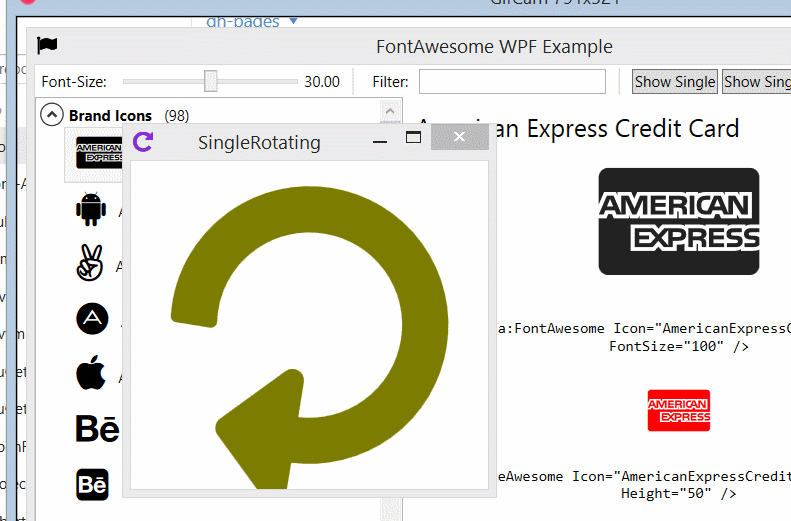 gh-pages
FontAwesome WPF Example
Font-Size: 30.00 Filter: Show Single Show Sing
Brand Icons (98)
American Express Credit Card
AMERICAN
EXPRESS
SingleRotating
AMERICAN
EXPRESS
a:FontAwesome Icon="AmericanExpressC
FontSize="100" />
Bē
AMERICAN
EXPRESS
Bē
eAwesome Icon="AmericanExpressCredit
Height="50" />